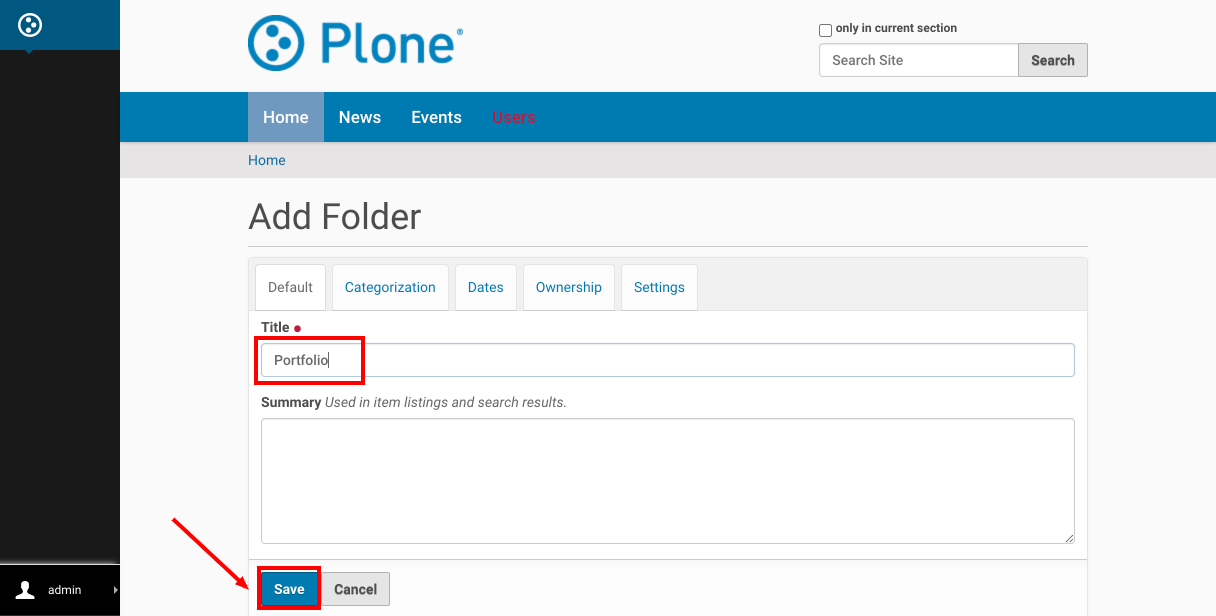 Plone®
only in current section
Search Site Search
Home News Events Users
Home
Add Folder
Default Categorization Dates Ownership Settings
Title
Portfolio
Summary Used in item listings and search results.
Save Cancel
admin